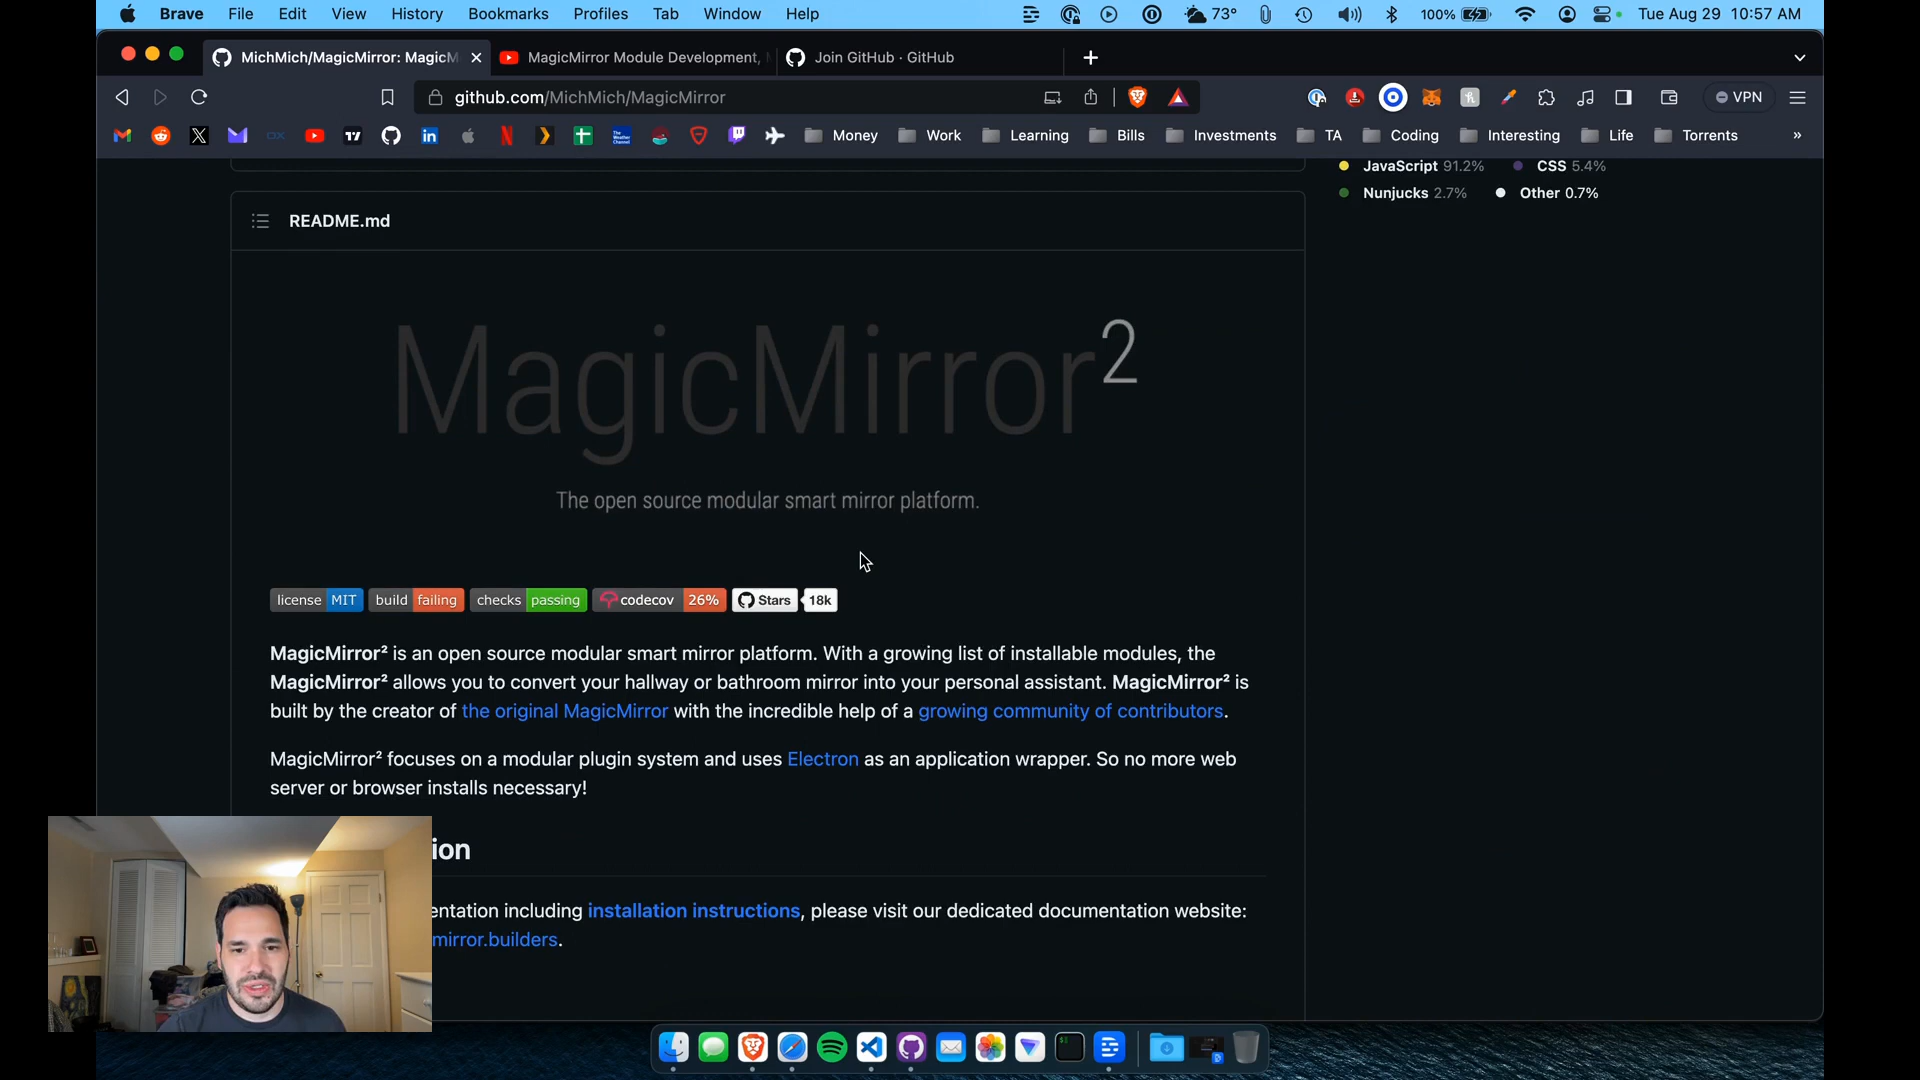 Brave File Edit View History Bookmarks Profiles Tab Window Help 73° 100% Tue Aug 29 10:57 AM
MichMich/MagicMirror: MagicM MagicMirror Module Development, Join GitHub · GitHub
github.com/MichMich/MagicMirror VPN
Money Work Learning Bills Investments TA Coding Interesting Life Torrents »
JavaScript 91.2% CSS 5.4%
Nunjucks 2.7% Other 0.7%
README.md
MagicMirror²
The open source modular smart mirror platform.
license MIT build failing checks passing codecov 26% Stars 18k
MagicMirror² is an open source modular smart mirror platform. With a growing list of installable modules, the
MagicMirror² allows you to convert your hallway or bathroom mirror into your personal assistant. MagicMirror² is
built by the creator of the original MagicMirror with the incredible help of a growing community of contributors.
MagicMirror² focuses on a modular plugin system and uses Electron as an application wrapper. So no more web
server or browser installs necessary!
ion
entation including installation instructions, please visit our dedicated documentation website:
mirror.builders.